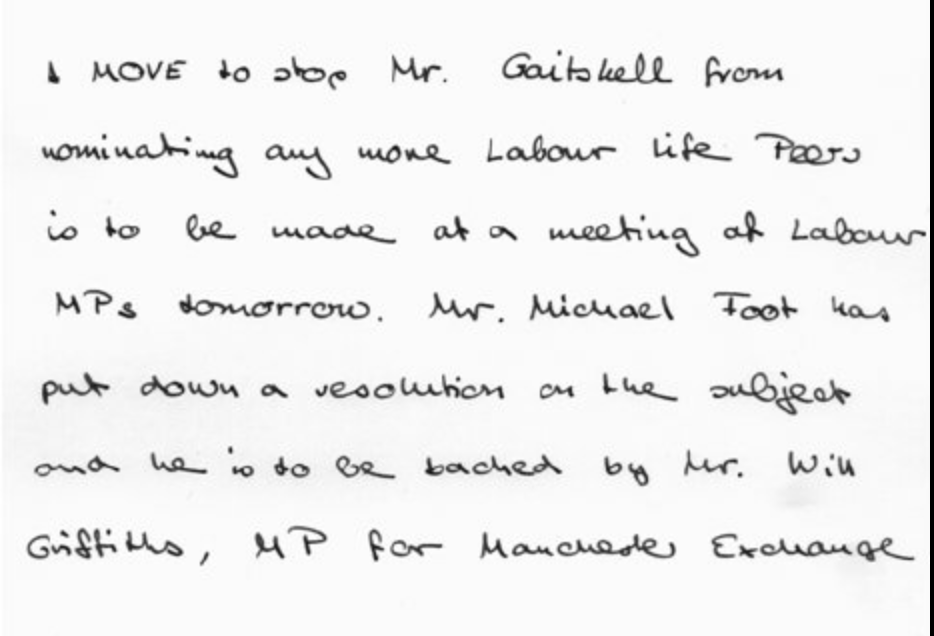 A MOVE to stop Mr. Gaitskell from
nominating any more Labour life Peers
is to be made at a meeting of Labour
MPs tomorrow. Mr. Michael Foot has
put down a resolution on the subject
and he is to be backed by Mr. Will
Griffiths, MP for Manchester Exchange